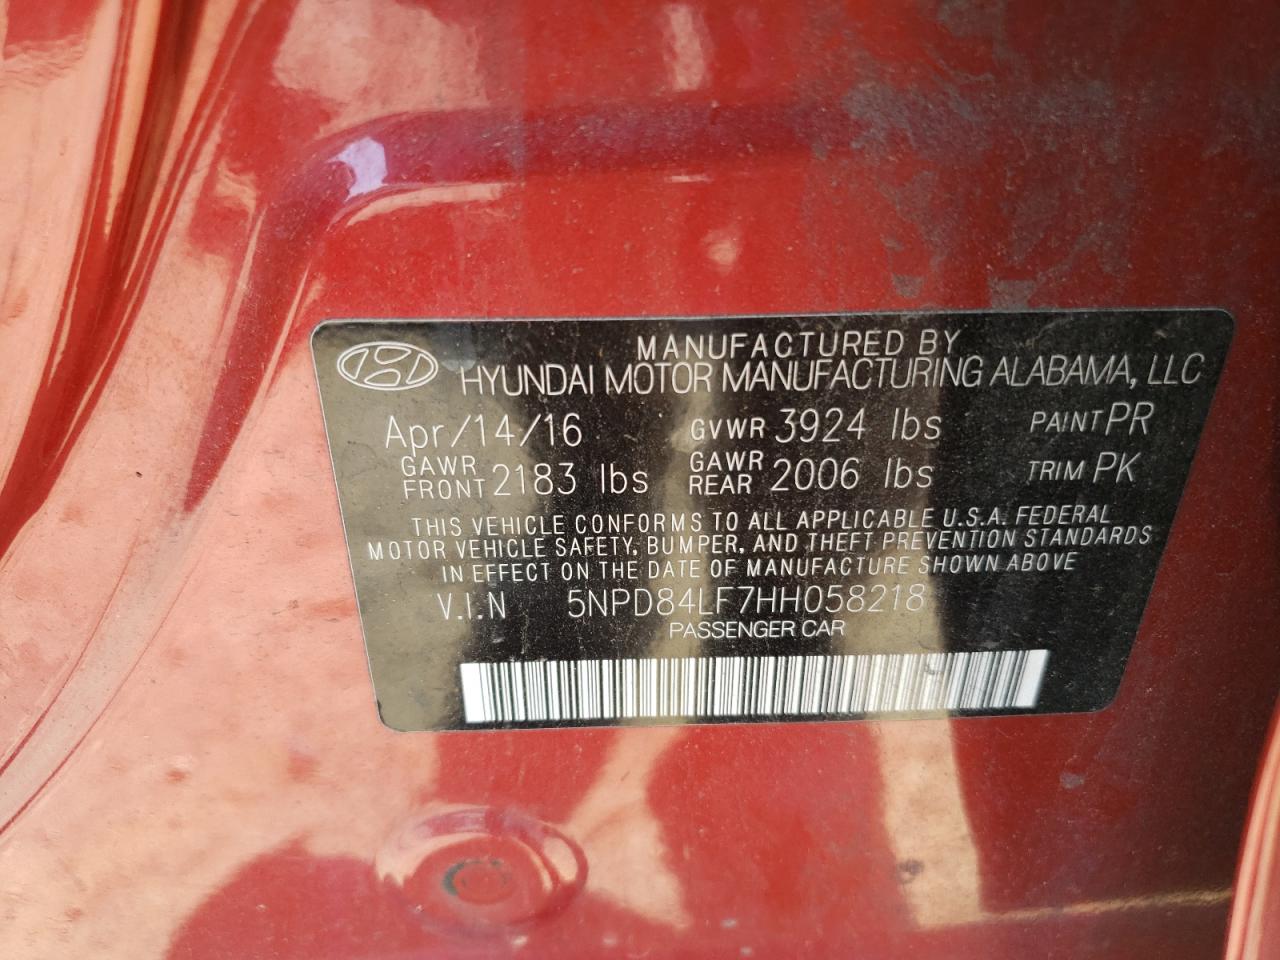 MANUFACTURED BY
HYUNDAI MOTOR MANUFACTURING ALABAMA, LLC
Apr/14/16 GVWR 3924 lbs PAINT PR
GAWR FRONT 2183 lbs GAWR REAR 2006 lbs TRIM PK
THIS VEHICLE CONFORMS TO ALL APPLICABLE U.S.A. FEDERAL
MOTOR VEHICLE SAFETY, BUMPER, AND THEFT PREVENTION STANDARDS
IN EFFECT ON THE DATE OF MANUFACTURE SHOWN ABOVE
V.I.N 5NPD84LF7HH058218
PASSENGER CAR